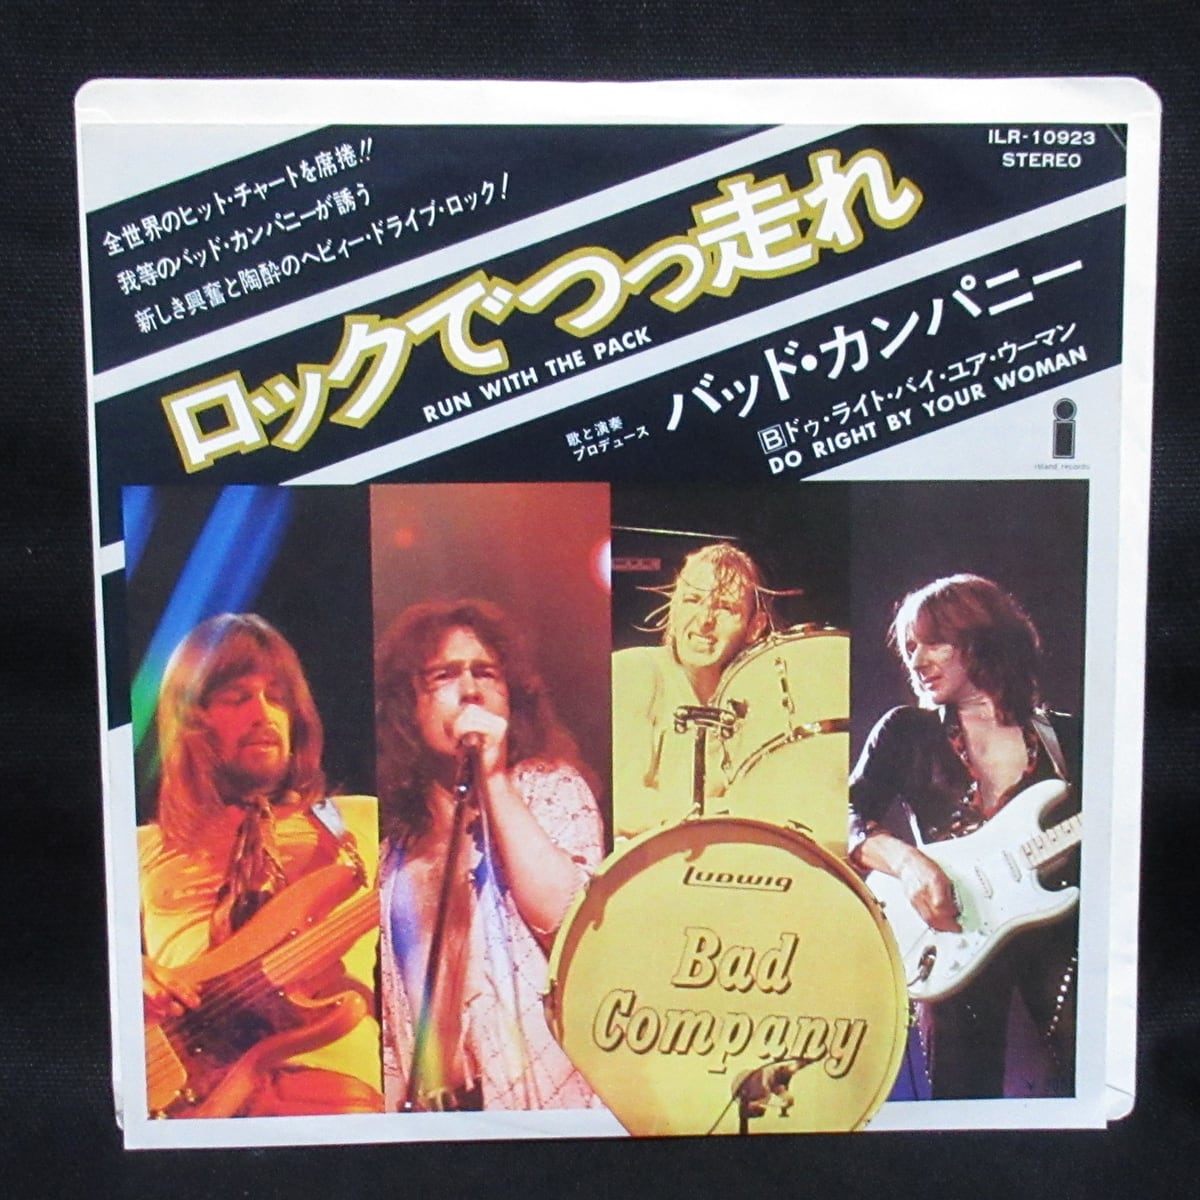 ILR-10923
STEREO
全世界のヒット・チャートを席捲!!
我等のバッド・カンパニーが誘う
新しき興奮と陶酔のヘビィー・ドライブ・ロック!
ロックでつっ走れ
RUN WITH THE PACK
歌と演奏
プロデュース
バッド・カンパニー
Bドゥ・ライト・バイ・ユア・ウーマン
DO RIGHT BY YOUR WOMAN
i
island records
Ludwig
Bad
Company